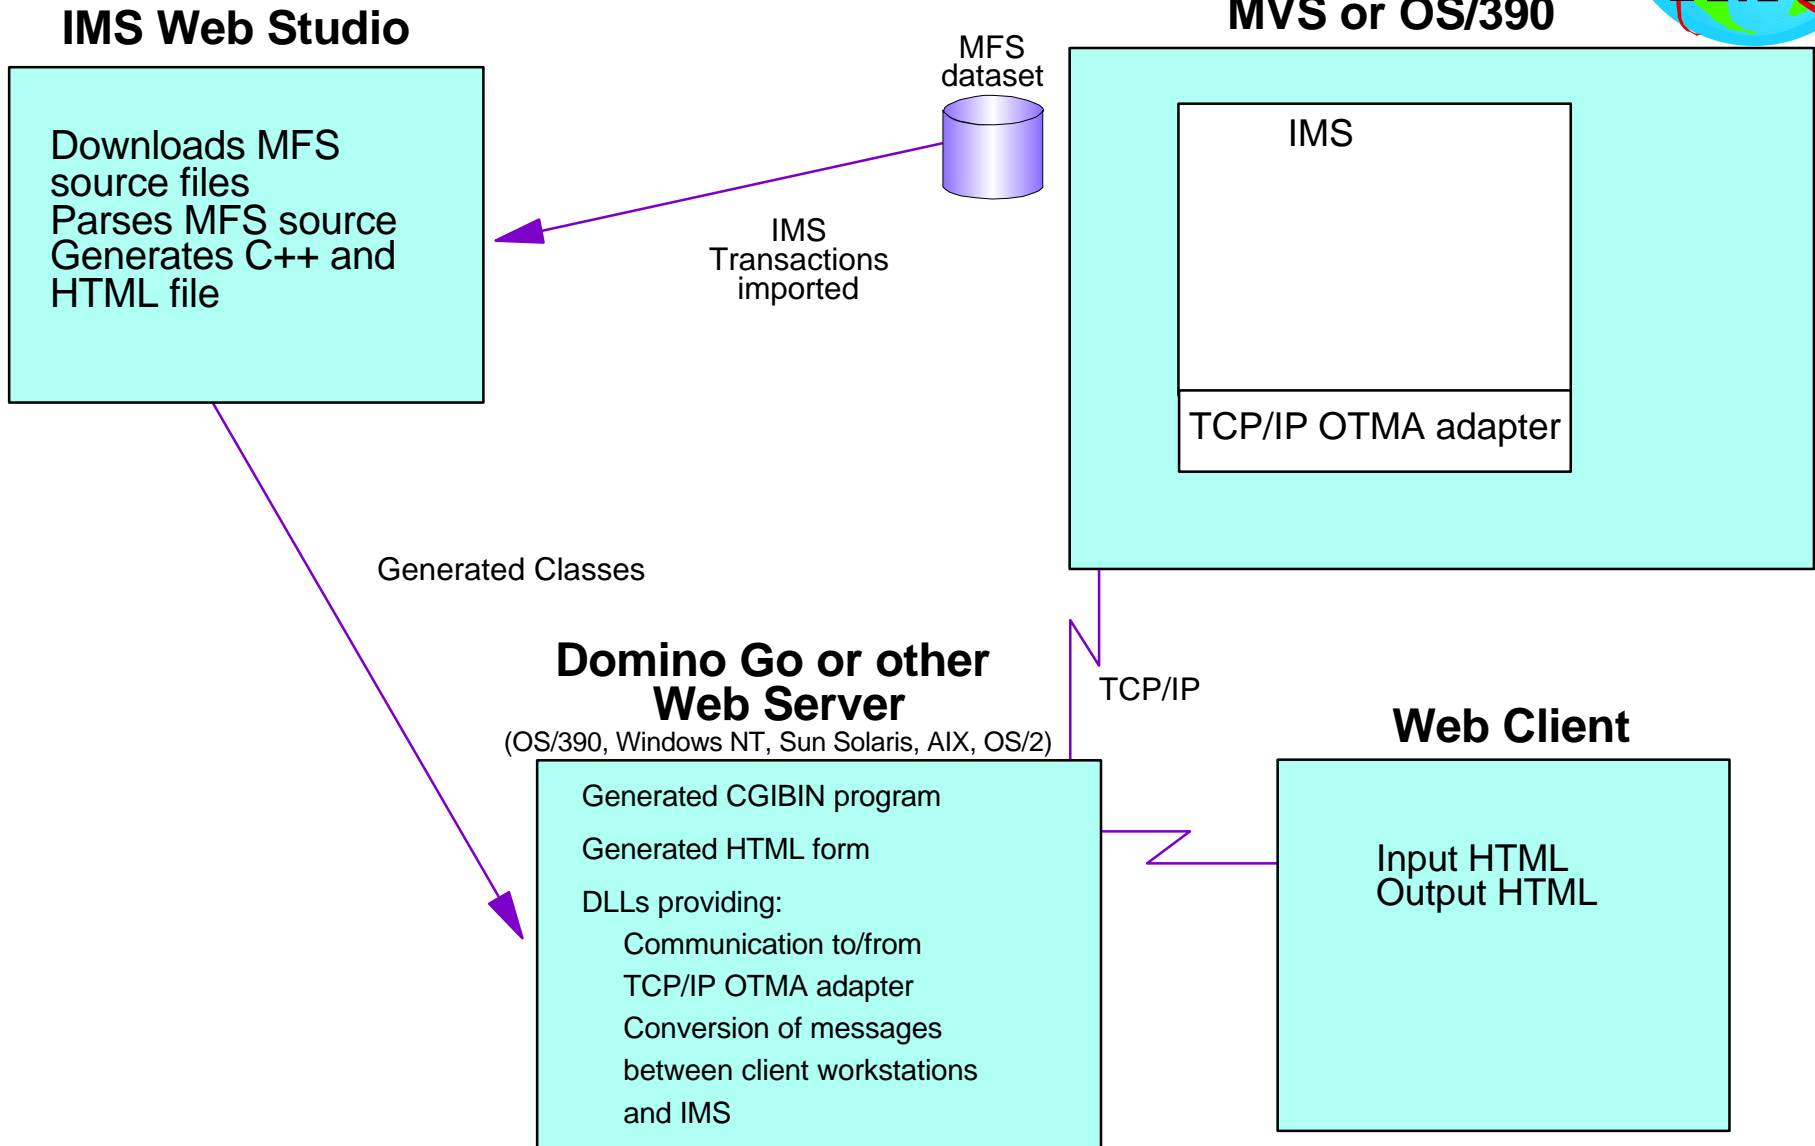 IMS Web Studio
Downloads MFS
source files
Parses MFS source
Generates C++ and
HTML file
MFS
dataset
IMS
Transactions
imported
MVS or OS/390
IMS
TCP/IP OTMA adapter
Generated Classes
TCP/IP
Domino Go or other
Web Server
(OS/390, Windows NT, Sun Solaris, AIX, OS/2)
Generated CGIBIN program
Generated HTML form
DLLs providing:
Communication to/from
TCP/IP OTMA adapter
Conversion of messages
between client workstations
and IMS
Web Client
Input HTML
Output HTML